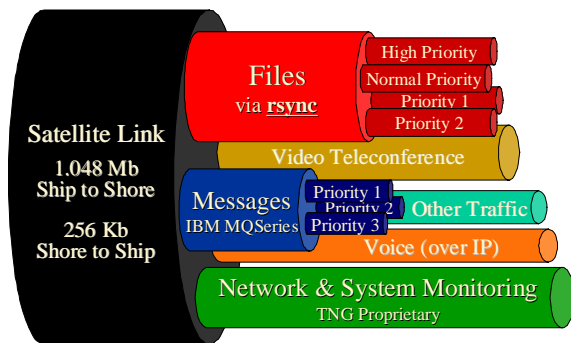 Satellite Link
1.048 Mb
Ship to Shore
256 Kb
Shore to Ship
Files
via rsync
High Priority
Normal Priority
Priority 1
Priority 2
Video Teleconference
Messages
IBM MQSeries
Priority 1
Priority 2
Priority 3
Other Traffic
Voice (over IP)
Network & System Monitoring
TNG Proprietary